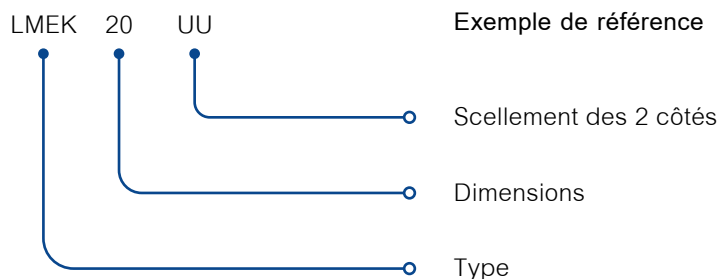 LMEK 20 UU Exemple de référence
Scellement des 2 côtés
Dimensions
Type